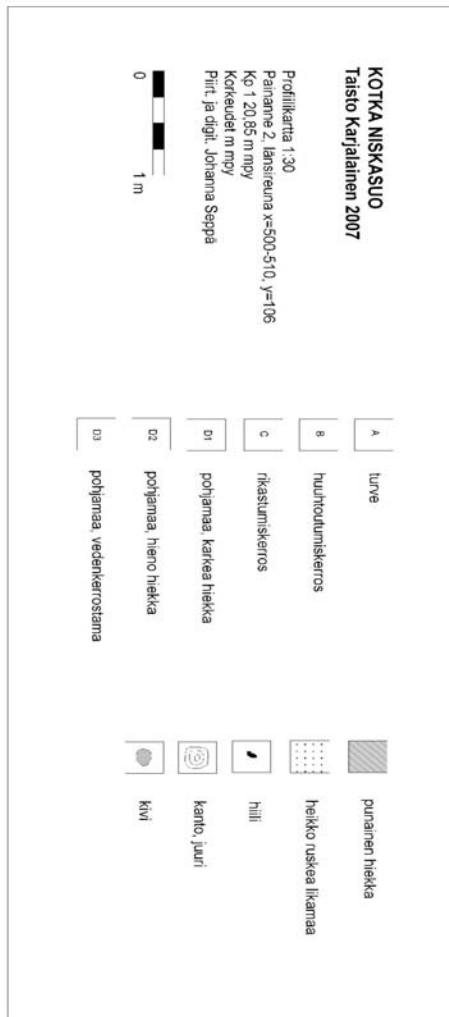 KOTKA NISKASUO
Taisto Karjalainen 2007
Profiilikartta 1:30
Painanne 2, länsireuna x=500-510, y=106
Kp 1 20,85 m mpy
Korkeudet m mpy
Piirt. ja digit. Johanna Seppä
0 1 m
A turve
B huuhtoutumiskerros
C rikastumiskerros
D1 pohjamaa, karkea hiekka
D2 pohjamaa, hieno hiekka
D3 pohjamaa, vedenkerrostama
punainen hiekka
heikko ruskea likamaa
hiili
kanto, juuri
kivi